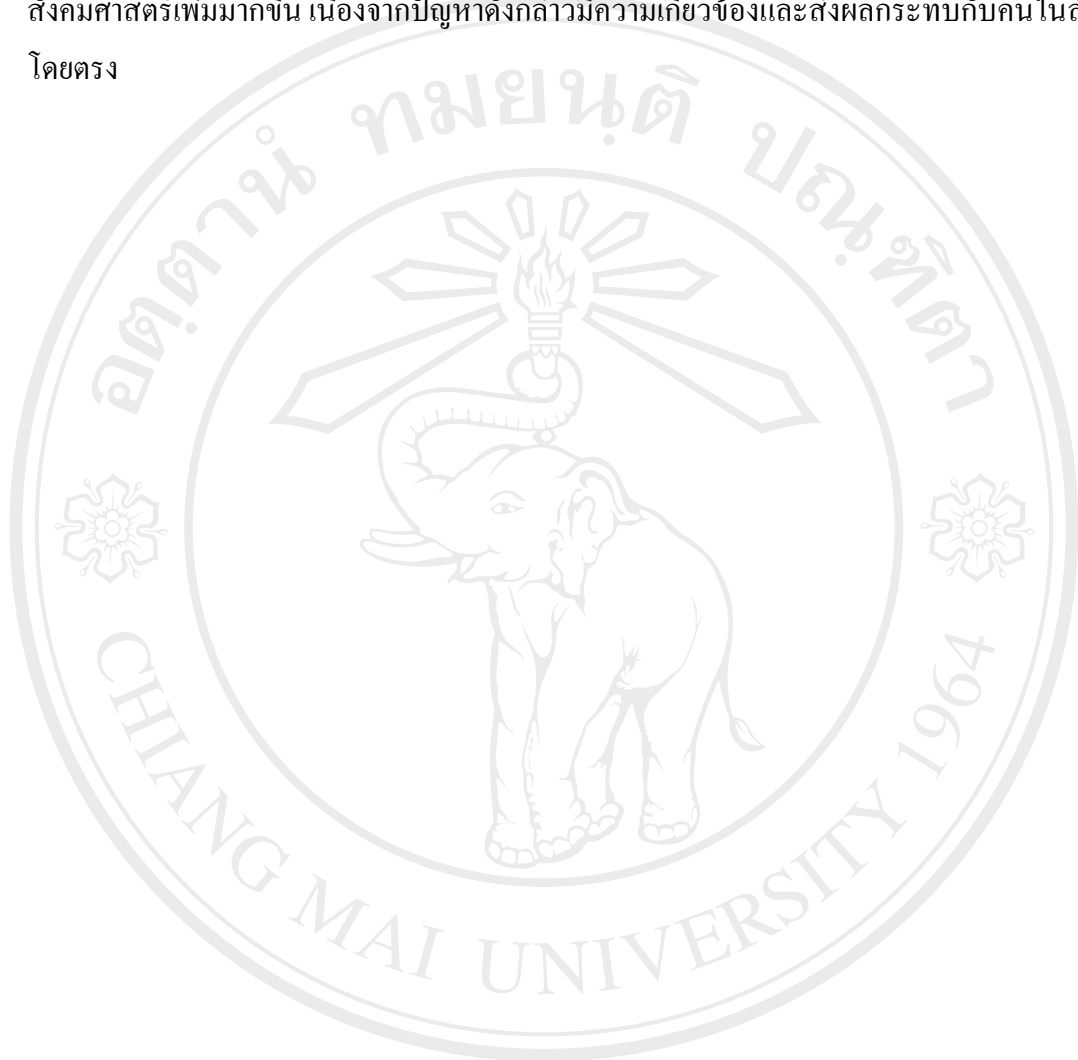 สังคมศาสตร์เพิ่มมากขึ้น เนื่องจากปัญหาดังกล่าวมีความเกี่ยวข้องและส่งผลกระทบกับคนใน
โดยตรง
อตฺตานํ ทมยนฺติ ปณฺฑิตา
CHIANG MAI UNIVERSITY 1964